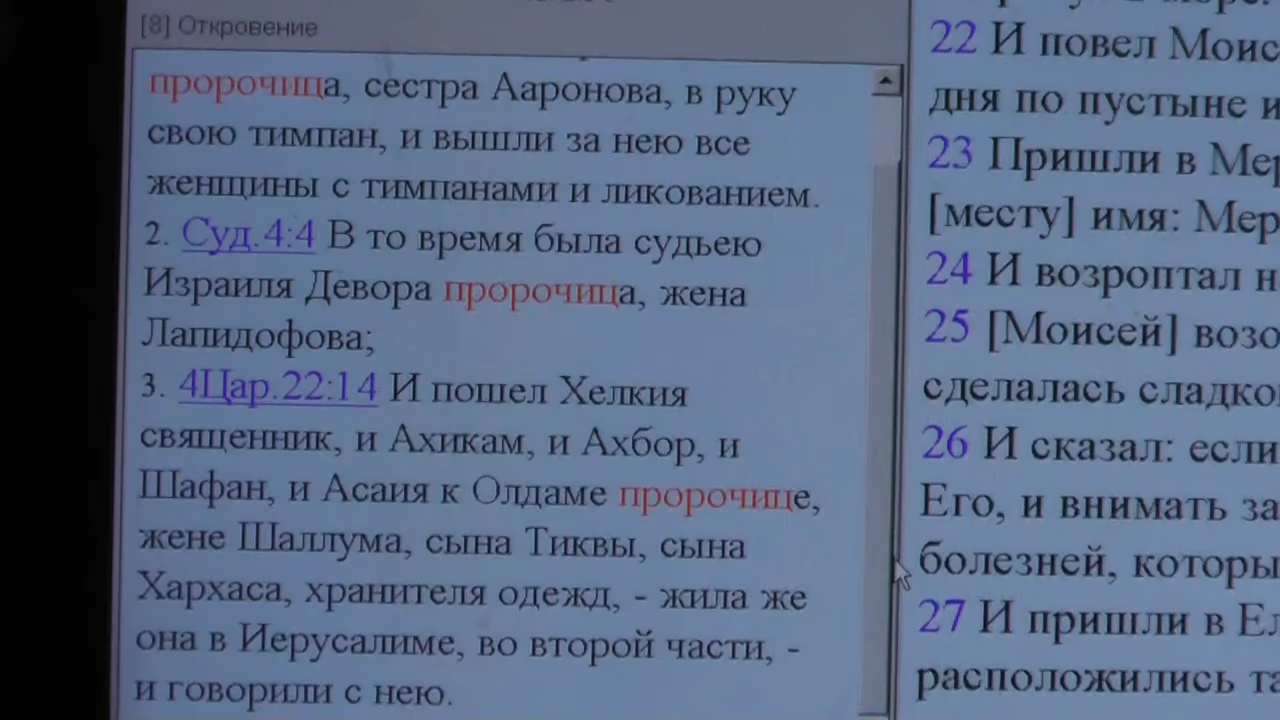 [8] Откровение
пророчица, сестра Ааронова, в руку
свою тимпан, и вышли за нею все
женщины с тимпанами и ликованием.
2. Суд.4:4 В то время была судьею
Израиля Девора пророчица, жена
Лапидофова;
3. 4Цар.22:14 И пошел Хелкия
священник, и Ахикам, и Ахбор, и
Шафан, и Асаия к Олдаме пророчице,
жене Шаллума, сына Тиквы, сына
Хархаса, хранителя одежд, - жила же
она в Иерусалиме, во второй части, -
и говорили с нею.
22 И повел Моис
дня по пустыне и
23 Пришли в Мер
[месту] имя: Мер
24 И возроптал н
25 [Моисей] возо
сделалась сладко
26 И сказал: если
Его, и внимать за
болезней, которы
27 И пришли в Ел
расположились та